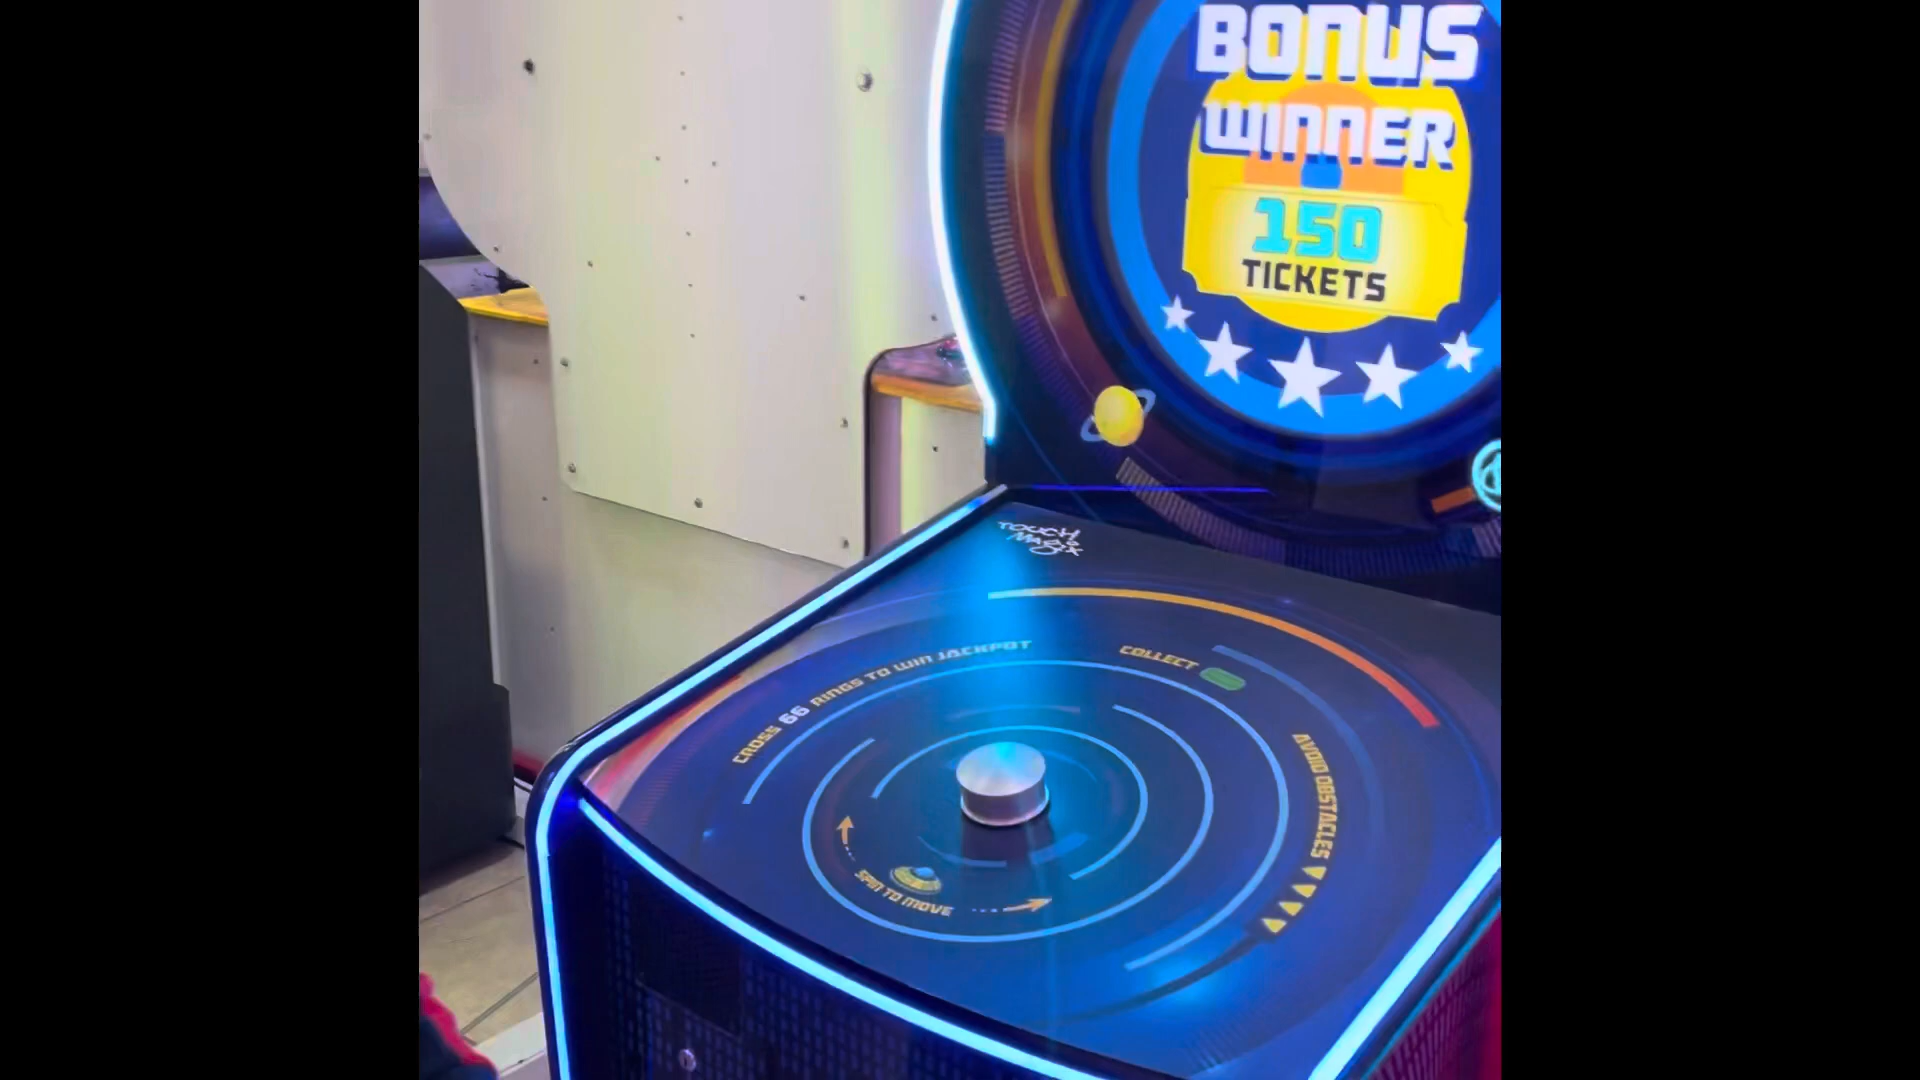 BONUS
WINNER
150
TICKETS
TOUCH
MAGIX
CROSS 66 RINGS TO WIN JACKPOT
COLLECT
AVOID OBSTACLES
SPIN TO MOVE